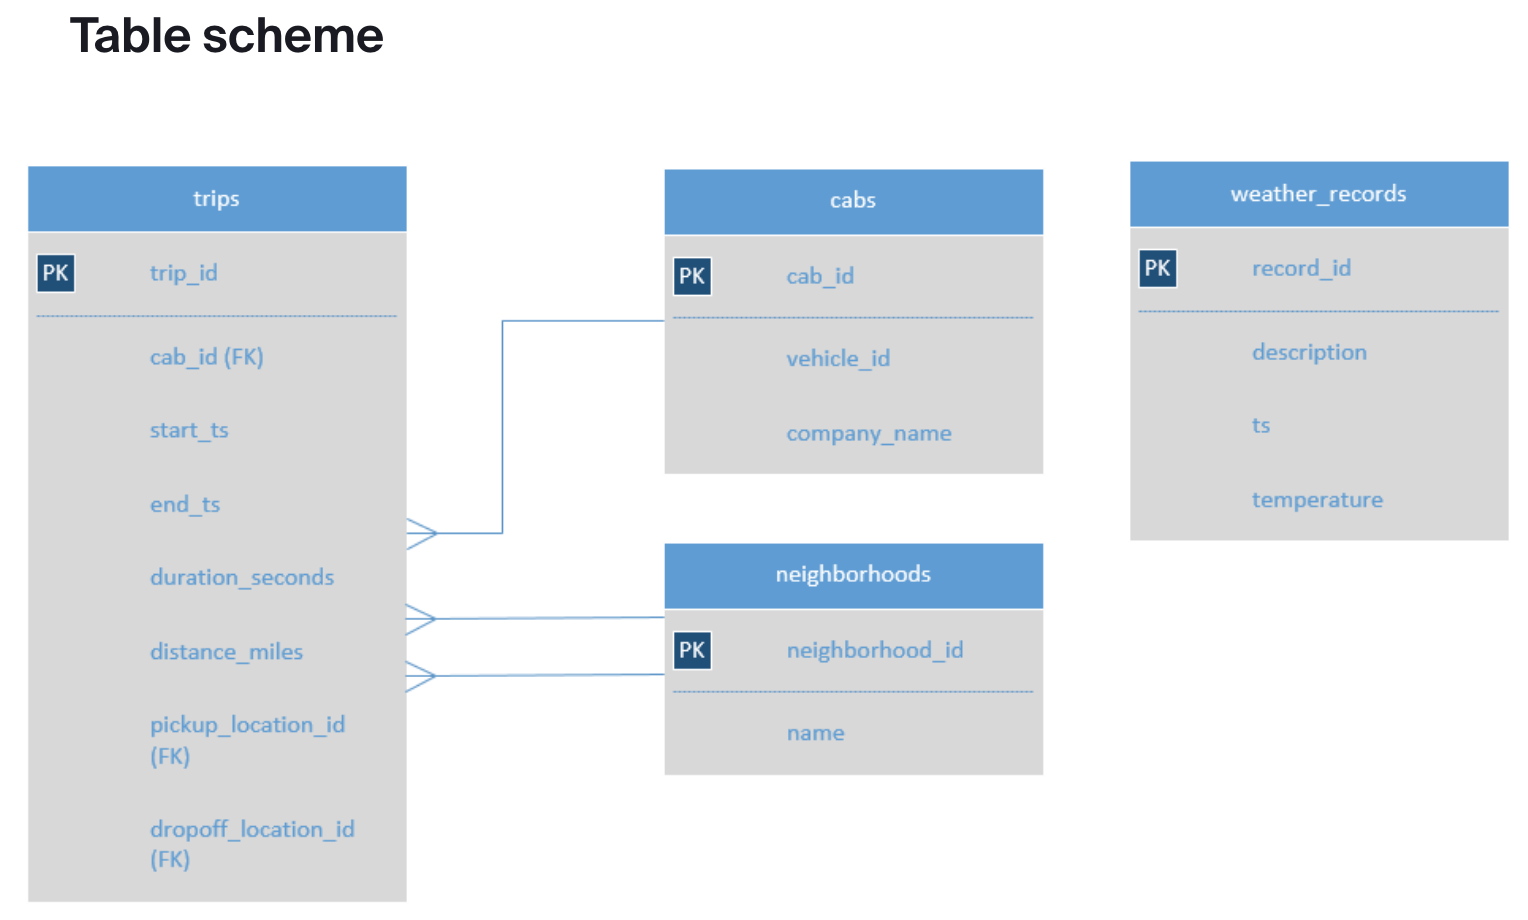 Table scheme
trips
PK trip_id
cab_id (FK)
start_ts
end_ts
duration_seconds
distance_miles
pickup_location_id
(FK)
dropoff_location_id
(FK)
cabs
PK cab_id
vehicle_id
company_name
neighborhoods
PK neighborhood_id
name
weather_records
PK record_id
description
ts
temperature